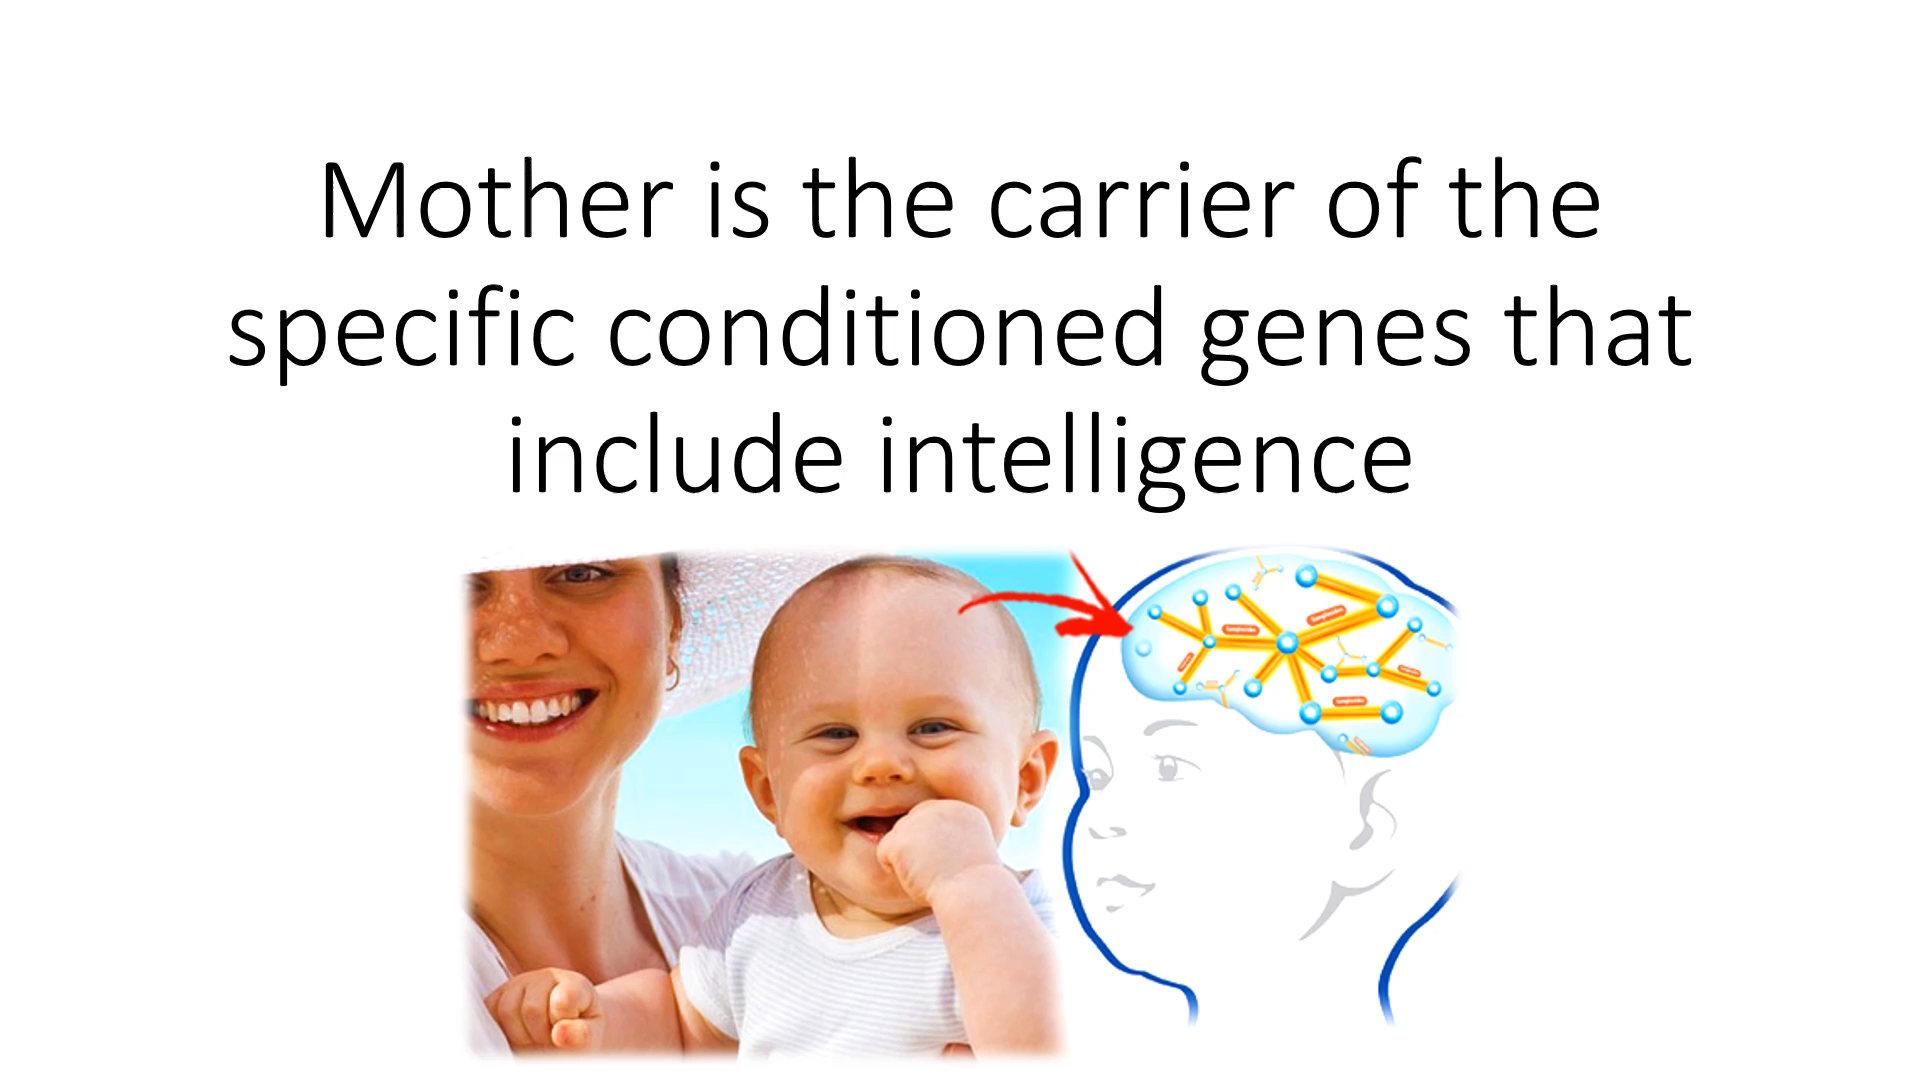 Mother is the carrier of the
specific conditioned genes that
include intelligence